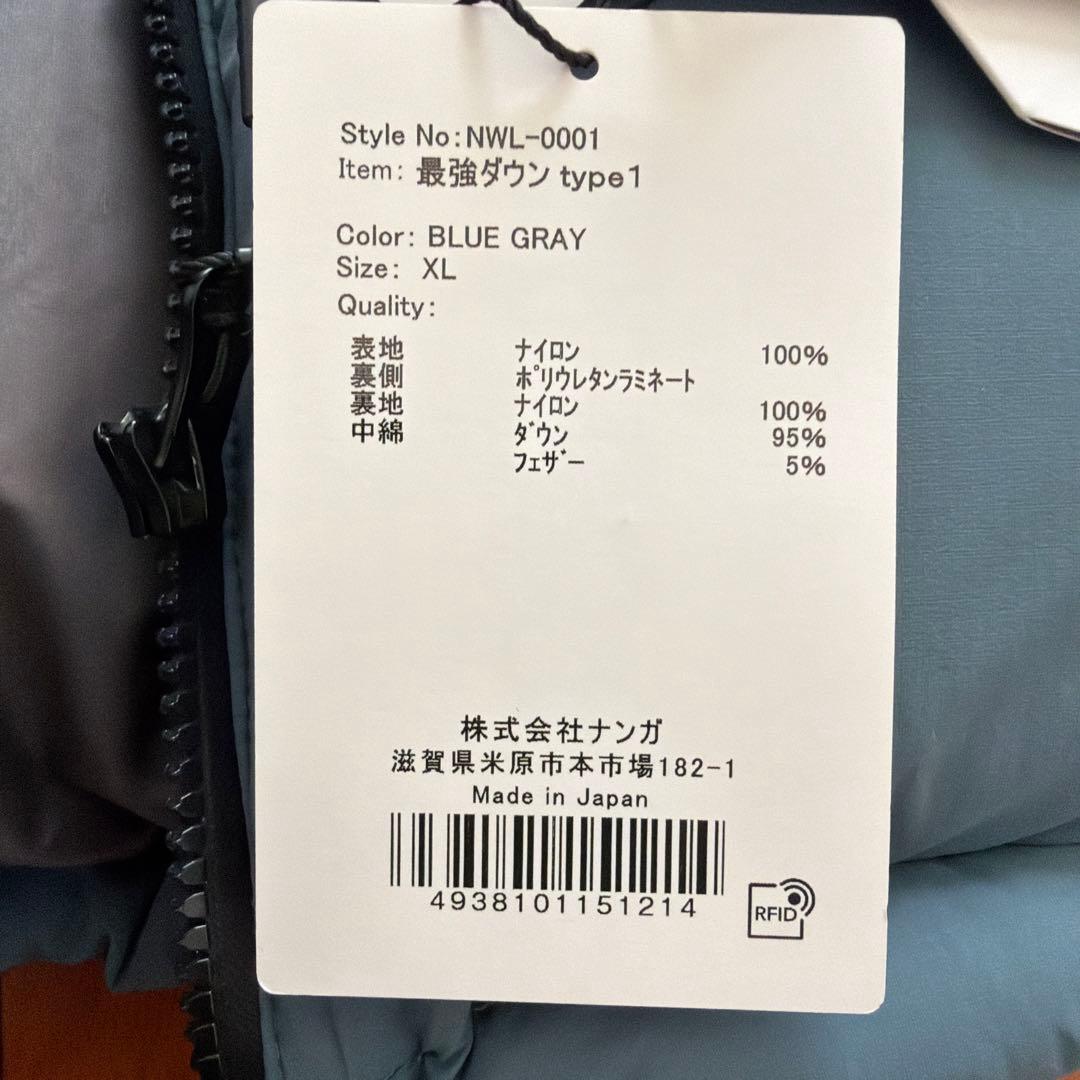 Style No:NWL-0001
Item: 最強ダウン type1
Color: BLUE GRAY
Size: XL
Quality:
表地 ナイロン 100%
裏側 ポリウレタンラミネート
裏地 ナイロン 100%
中綿 ダウン 95%
フェザー 5%
株式会社ナンガ
滋賀県米原市本市場182-1
Made in Japan
4938101151214
RFID